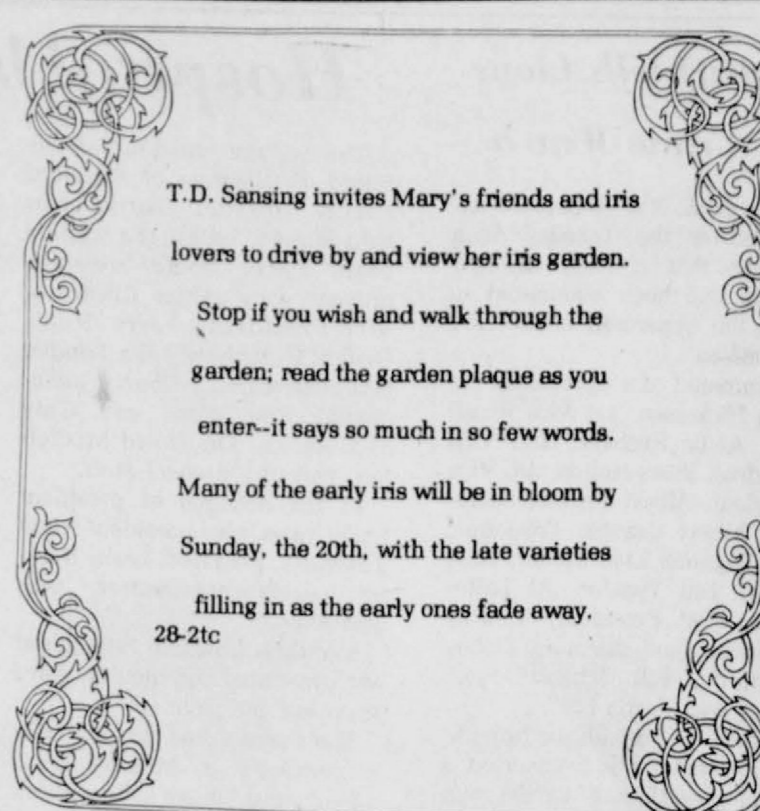 T.D. Sansing invites Mary's friends and iris
lovers to drive by and view her iris garden.
Stop if you wish and walk through the
garden; read the garden plaque as you
enter--it says so much in so few words.
Many of the early iris will be in bloom by
Sunday, the 20th, with the late varieties
filling in as the early ones fade away.
28-2tc